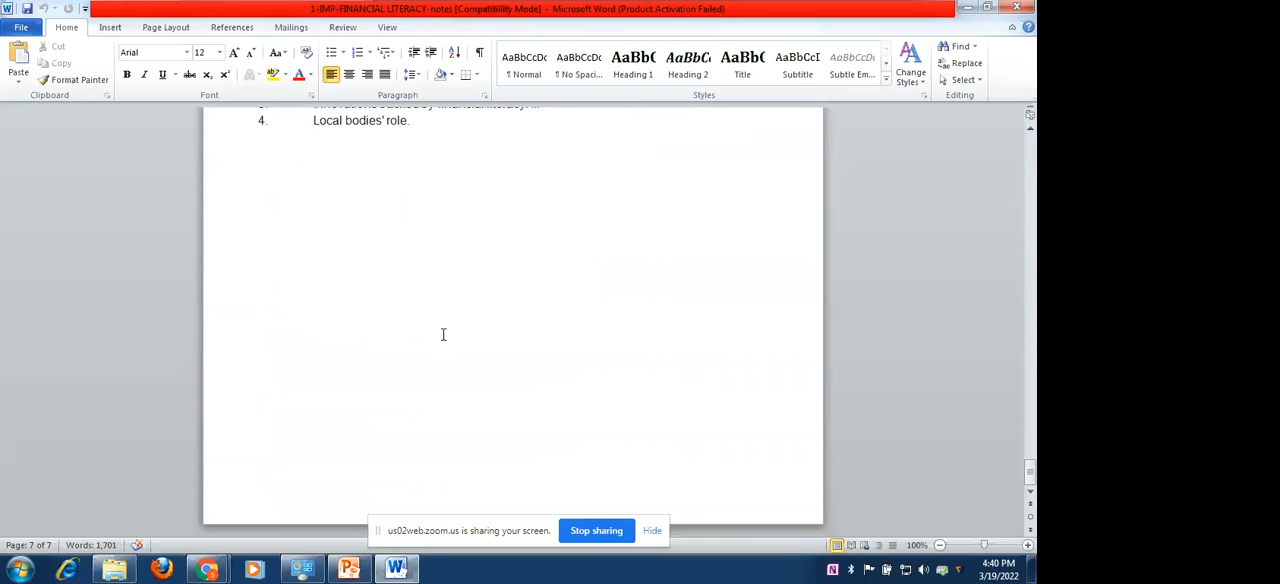 1-IMP-FINANCIAL LITERACY-notes [Compatibility Mode] - Microsoft Word (Product Activation Failed)
File Home Insert Page Layout References Mailings Review View
Cut
Copy
Format Painter
Paste
Clipboard
Arial 12
Font
Paragraph
AaBbCcDc AaBbCcDc AaBbC AaBbCc AaBbC AaBbCcI AaBbCcDc
¶ Normal ¶ No Spaci... Heading 1 Heading 2 Title Subtitle Subtle Em...
Change
Styles
Styles
Find
Replace
Select
Editing
4. Local bodies' role.
us02web.zoom.us is sharing your screen. Stop sharing Hide
Page: 7 of 7 Words: 1,701 100%
4:40 PM
3/19/2022